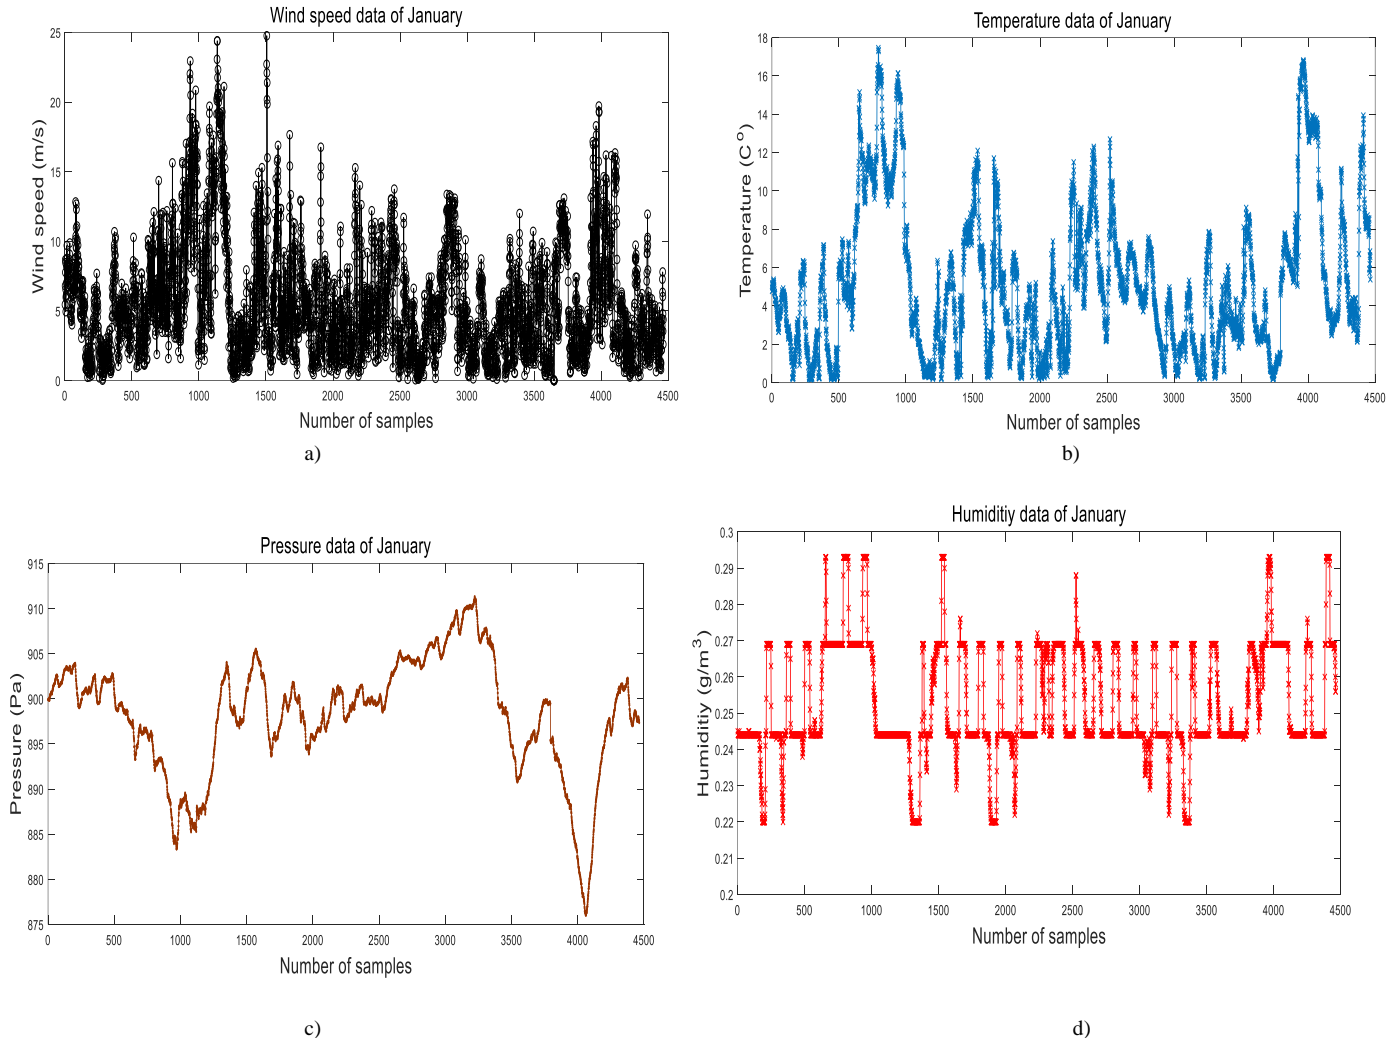 Wind speed data of January
25
20
15
10
5
0
Wind speed (m/s)
0 500 1000 1500 2000 2500 3000 3500 4000 4500
Number of samples
a)
Temperature data of January
18
16
14
12
10
8
6
4
2
0
Temperature (C°)
0 500 1000 1500 2000 2500 3000 3500 4000 4500
Number of samples
b)
Pressure data of January
915
910
905
900
895
890
885
880
875
Pressure (Pa)
0 500 1000 1500 2000 2500 3000 3500 4000 4500
Number of samples
c)
Humiditiy data of January
0.3
0.29
0.28
0.27
0.26
0.25
0.24
0.23
0.22
0.21
0.2
Humiditiy (g/m³)
0 500 1000 1500 2000 2500 3000 3500 4000 4500
Number of samples
d)